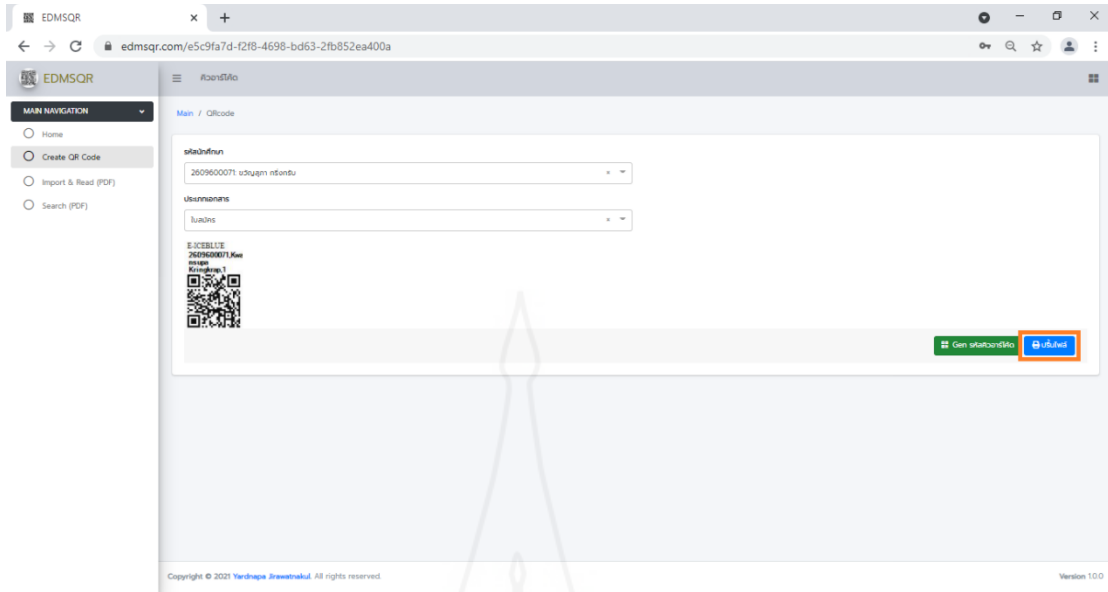 EDMSQR
edmsqr.com/e5c9fa7d-f2f8-4698-bd63-2fb852ea400a
EDMSQR
คิวอาร์โค้ด
MAIN NAVIGATION
Home
Create QR Code
Import & Read (PDF)
Search (PDF)
Main / QRcode
รหัสนักศึกษา
2609600071: ขวัญสุภา กริ่งกรับ
ประเภทเอกสาร
ใบสมัคร
E-ICEBLUE
2609600071,Kwa
nsupa
Kringkrap,1
Gen รหัสคิวอาร์โค้ด
ปริ้นไฟล์
Copyright © 2021 Yardnapa Jirawatnakul. All rights reserved.
Version 1.0.0